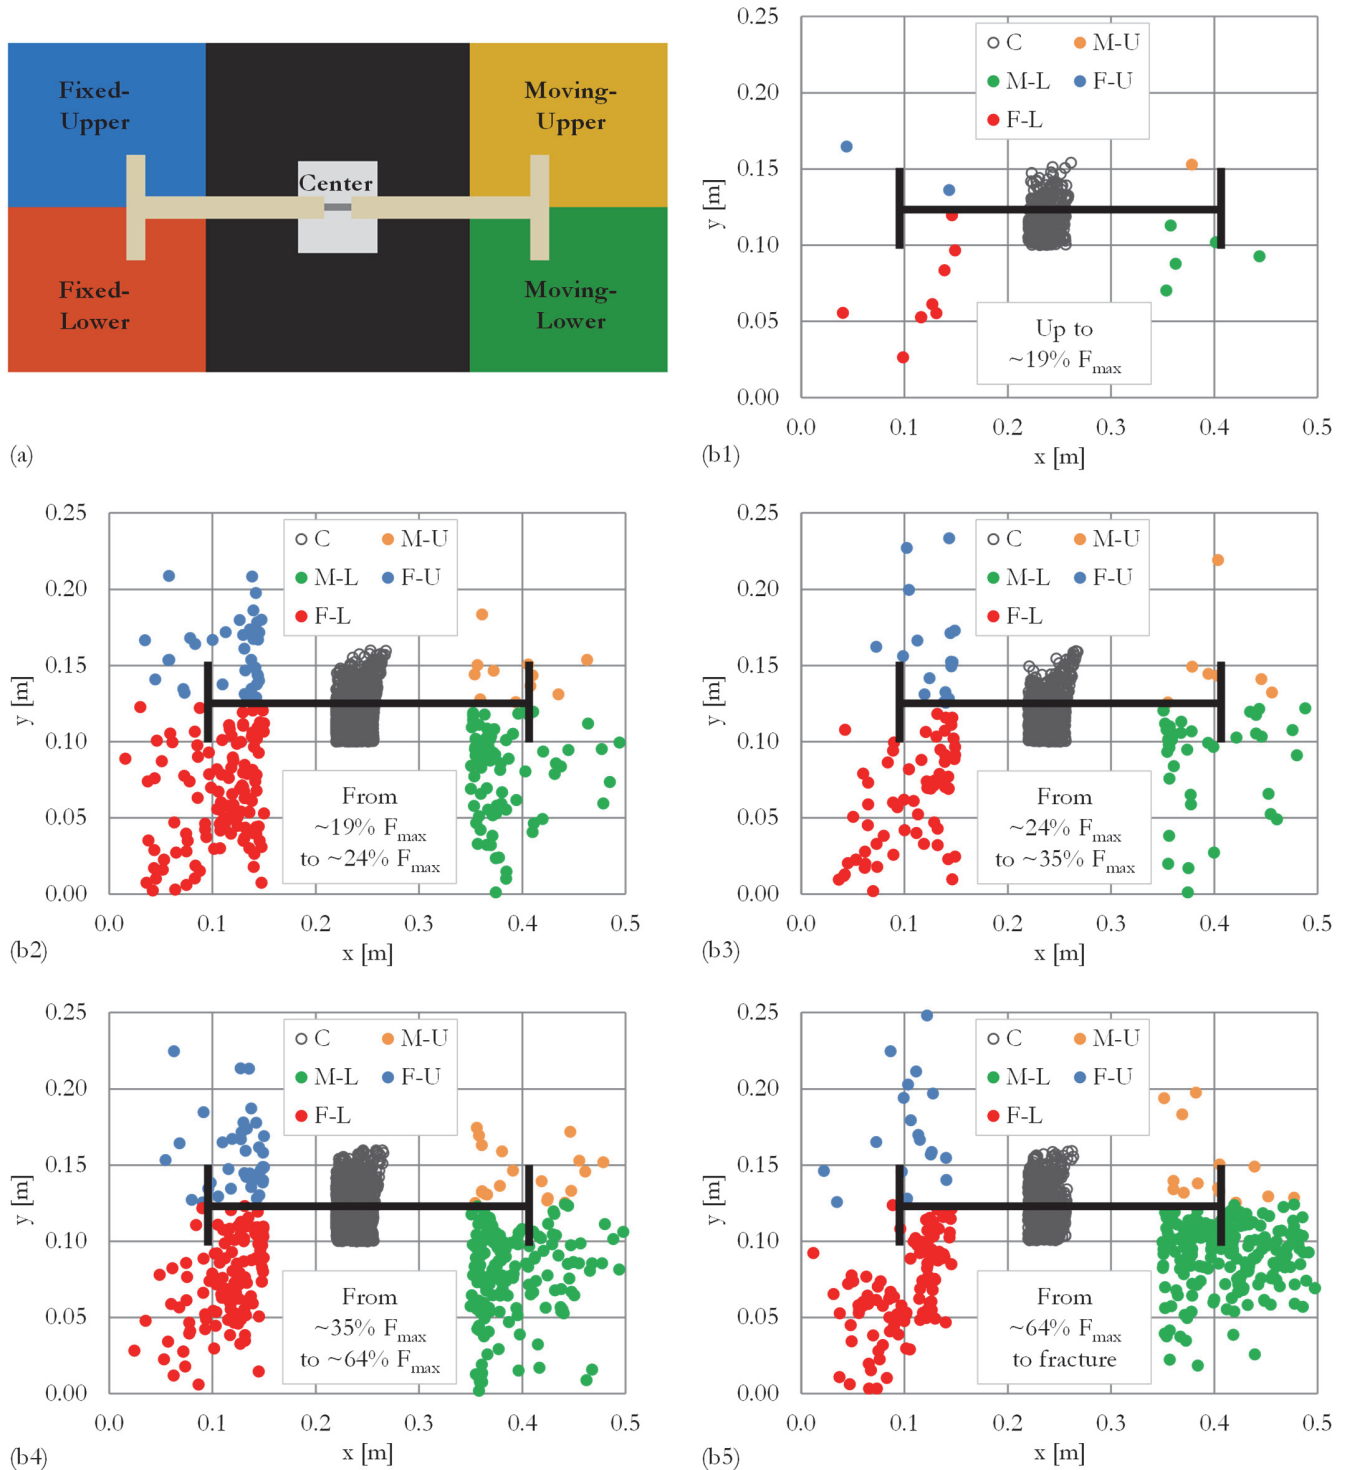 Fixed-
Upper
Moving-
Upper
Center
Fixed-
Lower
Moving-
Lower
(a)
0.25
0.20
0.15
0.10
0.05
0.00
y [m]
C
M-U
M-L
F-U
F-L
Up to
~19% Fmax
0.0 0.1 0.2 0.3 0.4 0.5
x [m]
(b1)
0.25
0.20
0.15
0.10
0.05
0.00
y [m]
C
M-U
M-L
F-U
F-L
From
~19% Fmax
to ~24% Fmax
0.0 0.1 0.2 0.3 0.4 0.5
x [m]
(b2)
0.25
0.20
0.15
0.10
0.05
0.00
y [m]
C
M-U
M-L
F-U
F-L
From
~24% Fmax
to ~35% Fmax
0.0 0.1 0.2 0.3 0.4 0.5
x [m]
(b3)
0.25
0.20
0.15
0.10
0.05
0.00
y [m]
C
M-U
M-L
F-U
F-L
From
~35% Fmax
to ~64% Fmax
0.0 0.1 0.2 0.3 0.4 0.5
x [m]
(b4)
0.25
0.20
0.15
0.10
0.05
0.00
y [m]
C
M-U
M-L
F-U
F-L
From
~64% Fmax
to fracture
0.0 0.1 0.2 0.3 0.4 0.5
x [m]
(b5)